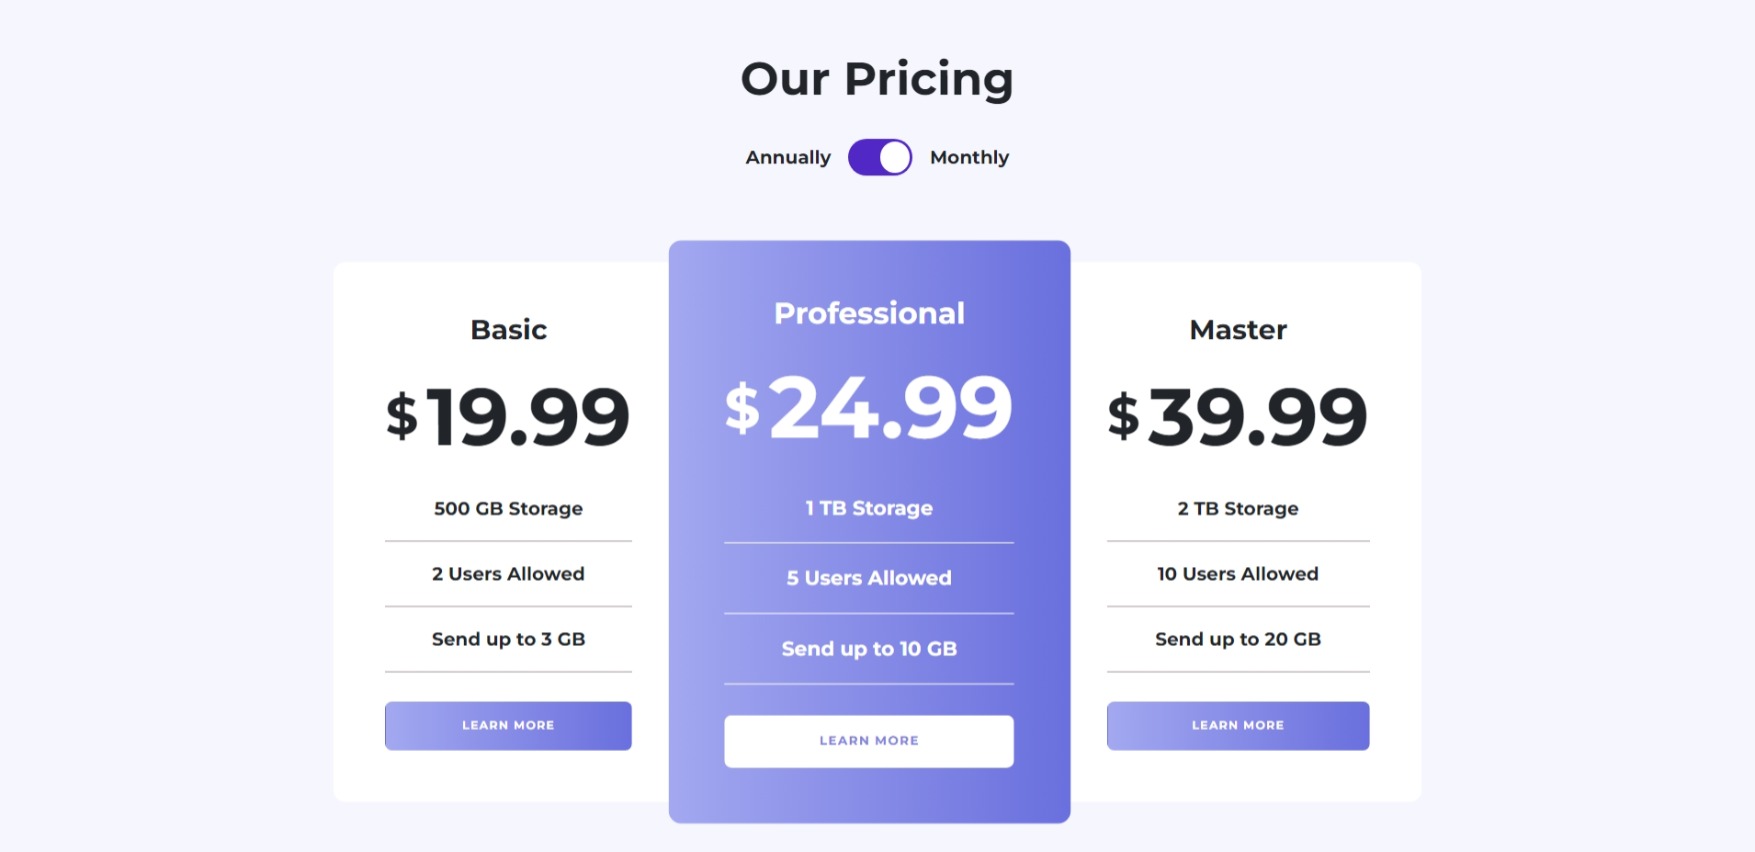 Our Pricing
Annually Monthly
Basic
$19.99
500 GB Storage
2 Users Allowed
Send up to 3 GB
LEARN MORE
Professional
$24.99
1 TB Storage
5 Users Allowed
Send up to 10 GB
LEARN MORE
Master
$39.99
2 TB Storage
10 Users Allowed
Send up to 20 GB
LEARN MORE